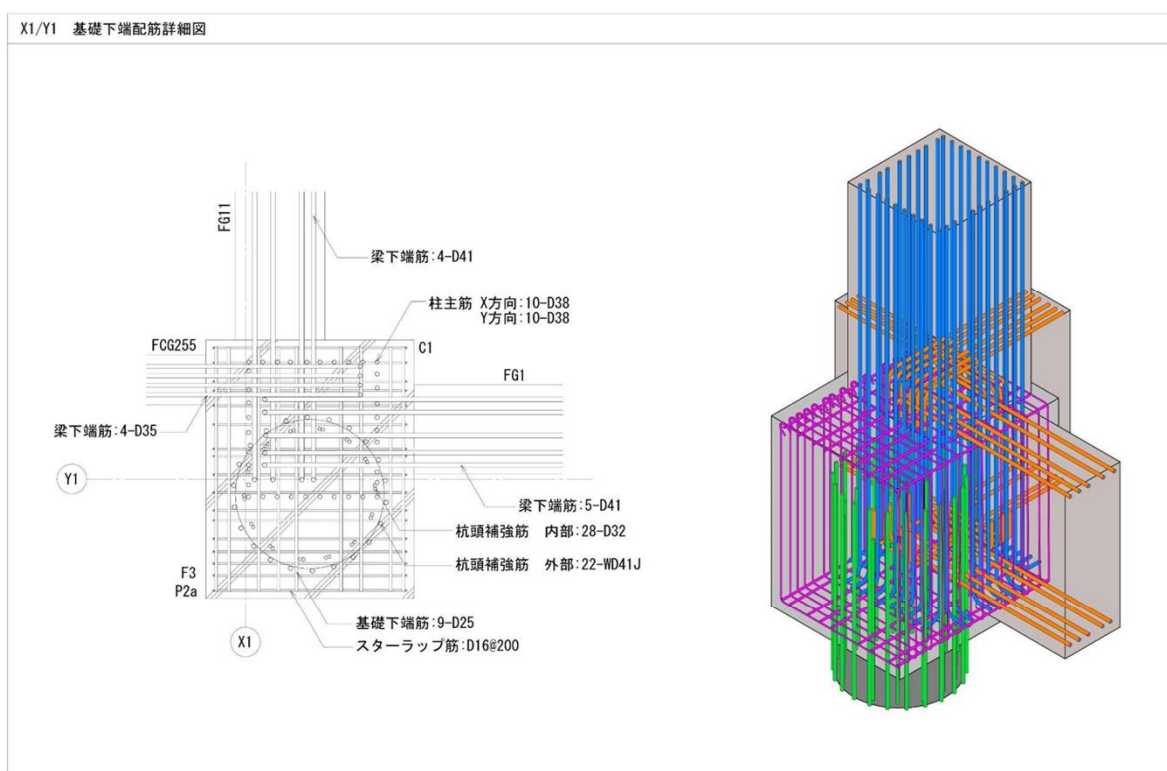 X1/Y1 基礎下端配筋詳細図
FG11
梁下端筋:4-D41
柱主筋 X方向:10-D38
Y方向:10-D38
FCG255
C1
FG1
梁下端筋:4-D35
Y1
梁下端筋:5-D41
杭頭補強筋 内部:28-D32
杭頭補強筋 外部:22-WD41J
F3
P2a
基礎下端筋:9-D25
スターラップ筋:D16@200
X1